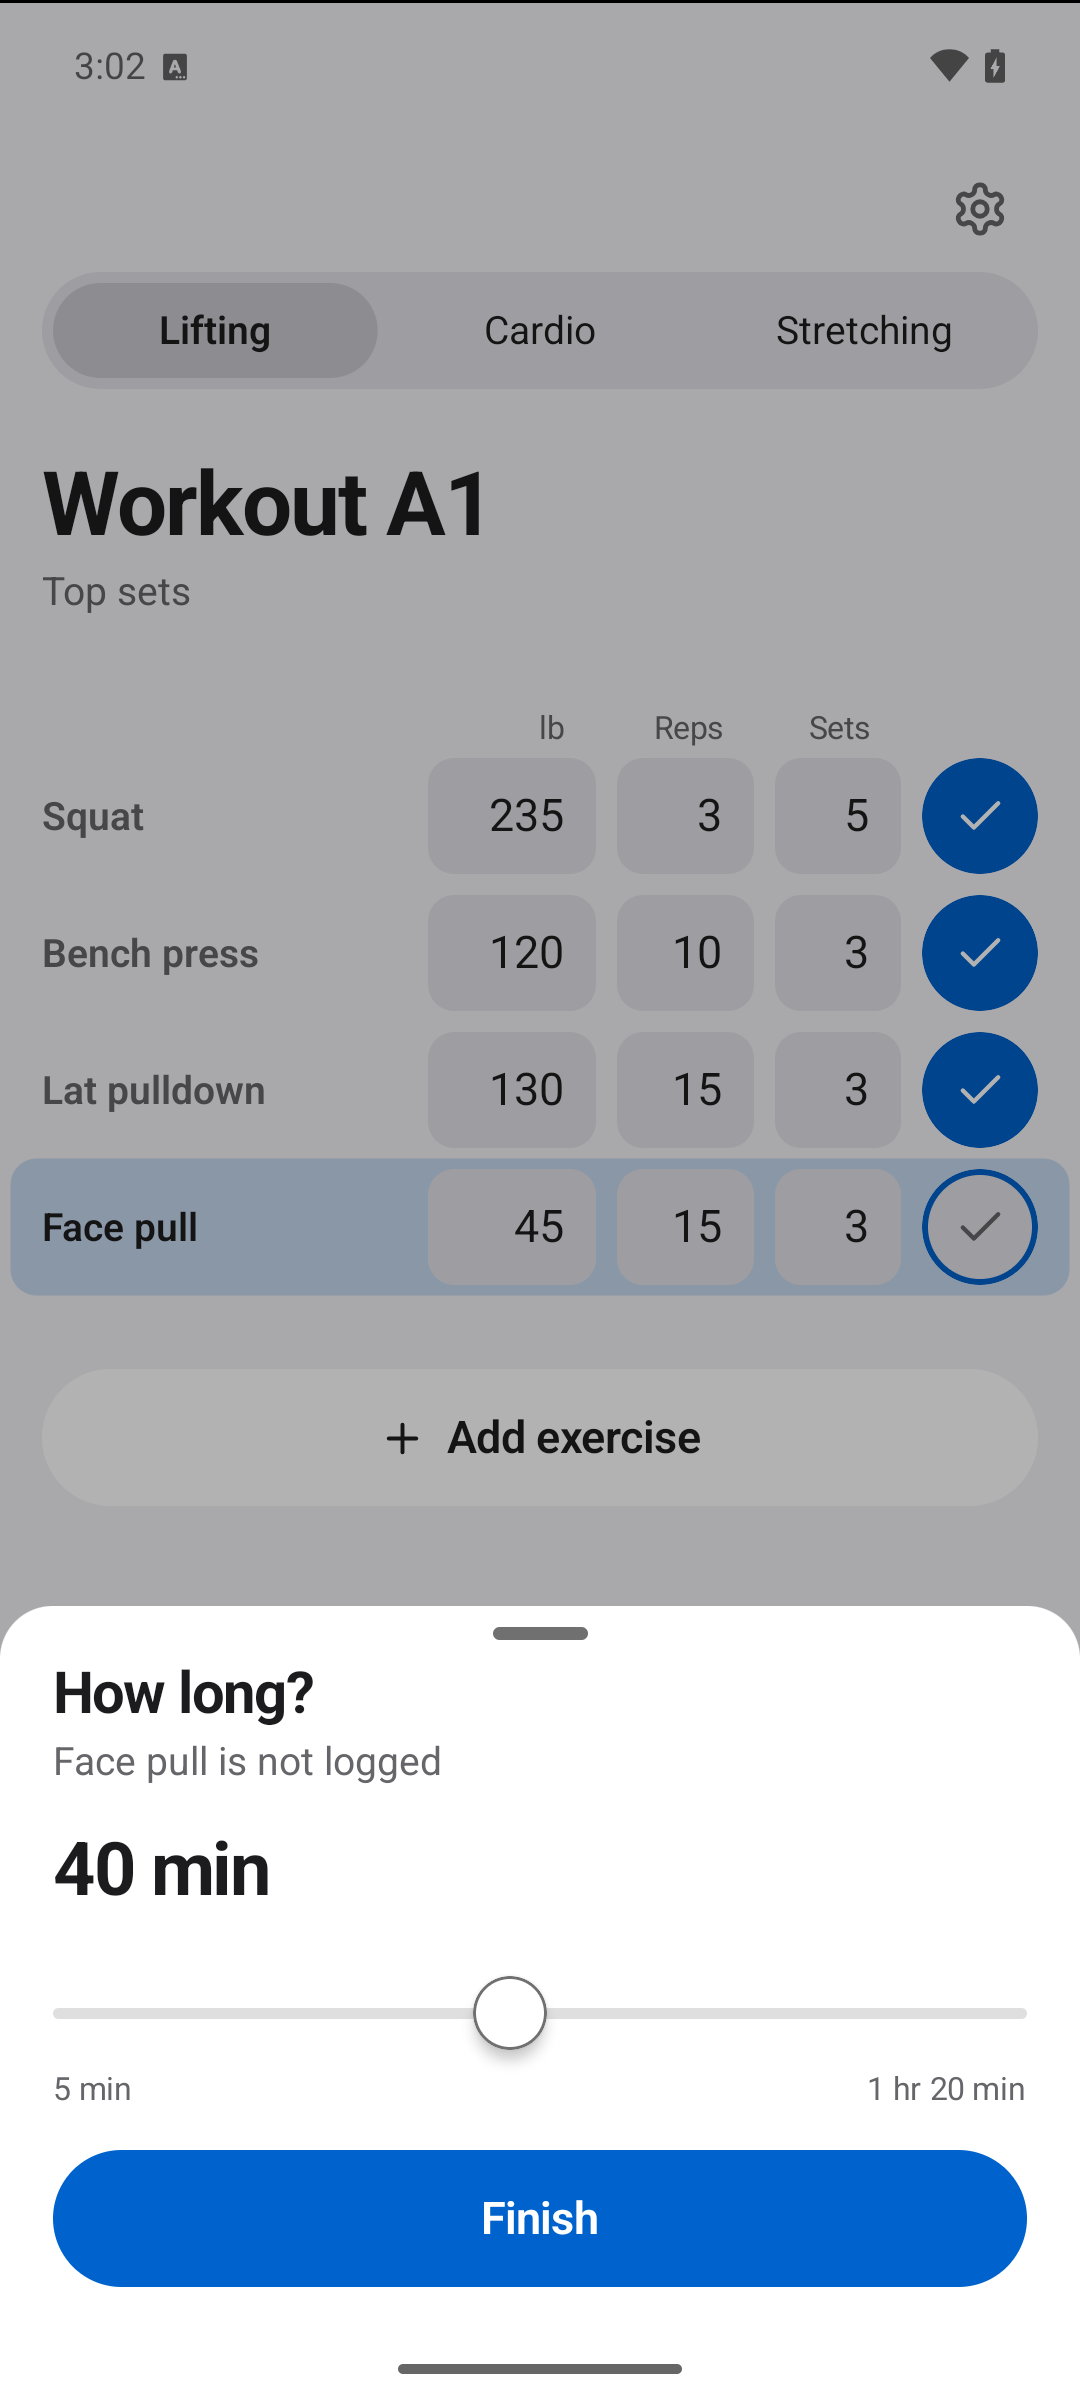 3:02
Lifting Cardio Stretching
Workout A1
Top sets
lb Reps Sets
Squat 235 3 5
Bench press 120 10 3
Lat pulldown 130 15 3
Face pull 45 15 3
Add exercise
How long?
Face pull is not logged
40 min
5 min 1 hr 20 min
Finish